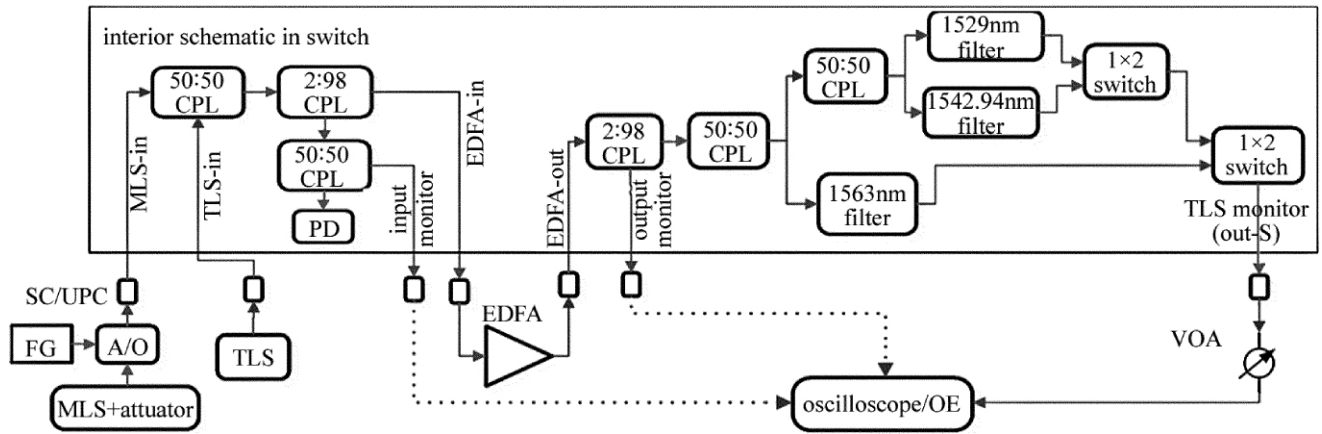 interior schematic in switch
50:50
CPL
2:98
CPL
50:50
CPL
PD
MLS-in
TLS-in
input
monitor
EDFA-in
EDFA-out
2:98
CPL
output
monitor
50:50
CPL
50:50
CPL
1529nm
filter
1542.94nm
filter
1563nm
filter
1×2
switch
1×2
switch
TLS monitor
(out-S)
SC/UPC
FG
A/O
MLS+attuator
TLS
EDFA
VOA
oscilloscope/OE